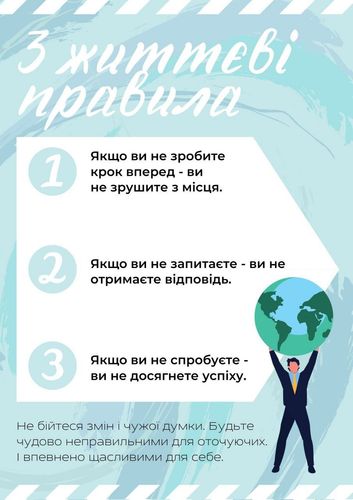 3 життєві
правила
1
Якщо ви не зробите
крок вперед - ви
не зрушите з місця.
2
Якщо ви не запитаєте - ви не
отримаєте відповідь.
3
Якщо ви не спробуєте -
ви не досягнете успіху.
Не бійтеся змін і чужої думки. Будьте
чудово неправильними для оточуючих.
І впевнено щасливими для себе.